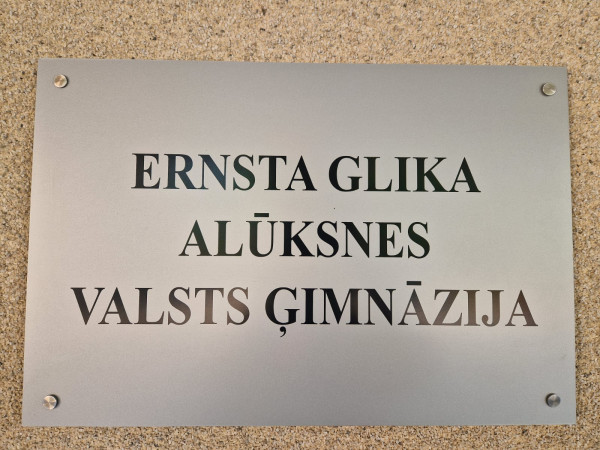 ERNSTA GLIKA
ALŪKSNES
VALSTS ĢIMNĀZIJA